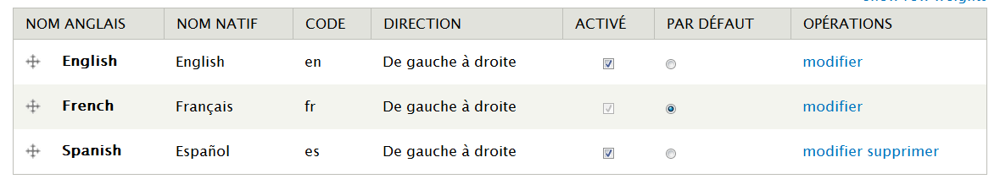 NOM ANGLAIS NOM NATIF CODE DIRECTION ACTIVÉ PAR DÉFAUT OPÉRATIONS
English English en De gauche à droite modifier
French Français fr De gauche à droite modifier
Spanish Español es De gauche à droite modifier supprimer